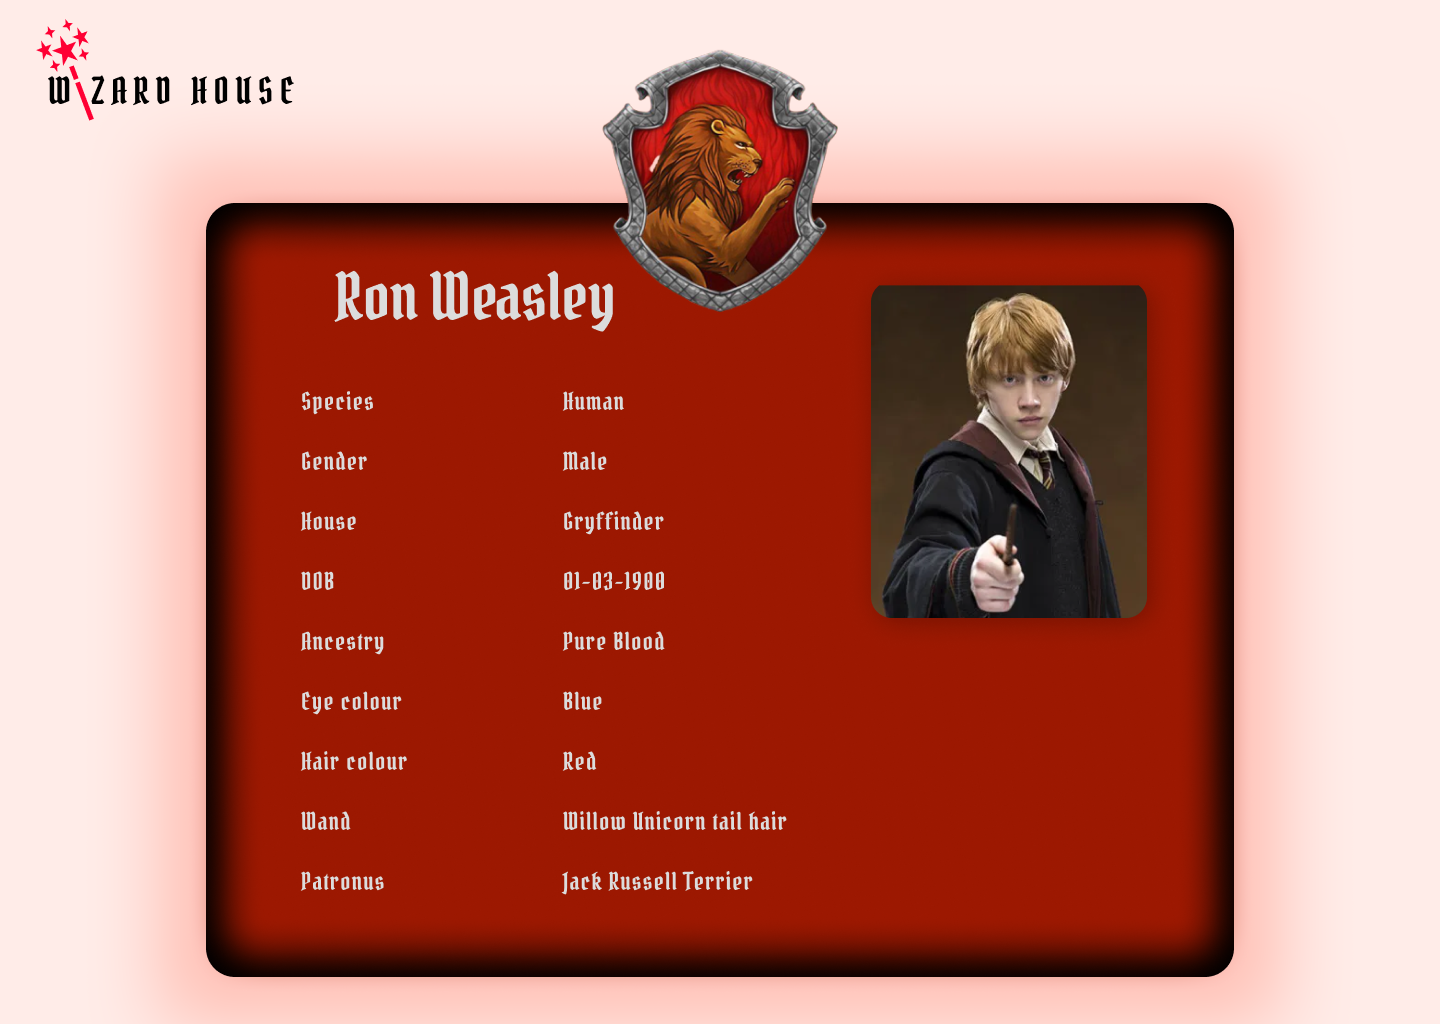 WIZARD HOUSE
Ron Weasley
Species Human
Gender Male
House Gryffinder
DOB 01-03-1980
Ancestry Pure Blood
Eye colour Blue
Hair colour Red
Wand Willow Unicorn tail hair
Patronus Jack Russell Terrier